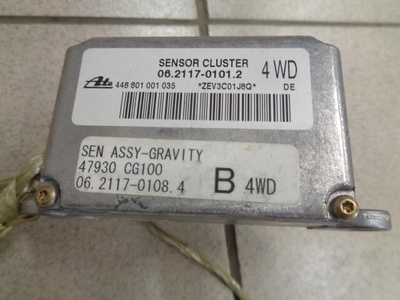 SENSOR CLUSTER 4 WD
06.2117-0101.2
Ate 448 801 001 035 *ZEV3C01J8Q* DE
SEN ASSY-GRAVITY
47930 CG100
06.2117-0108.4 B 4WD